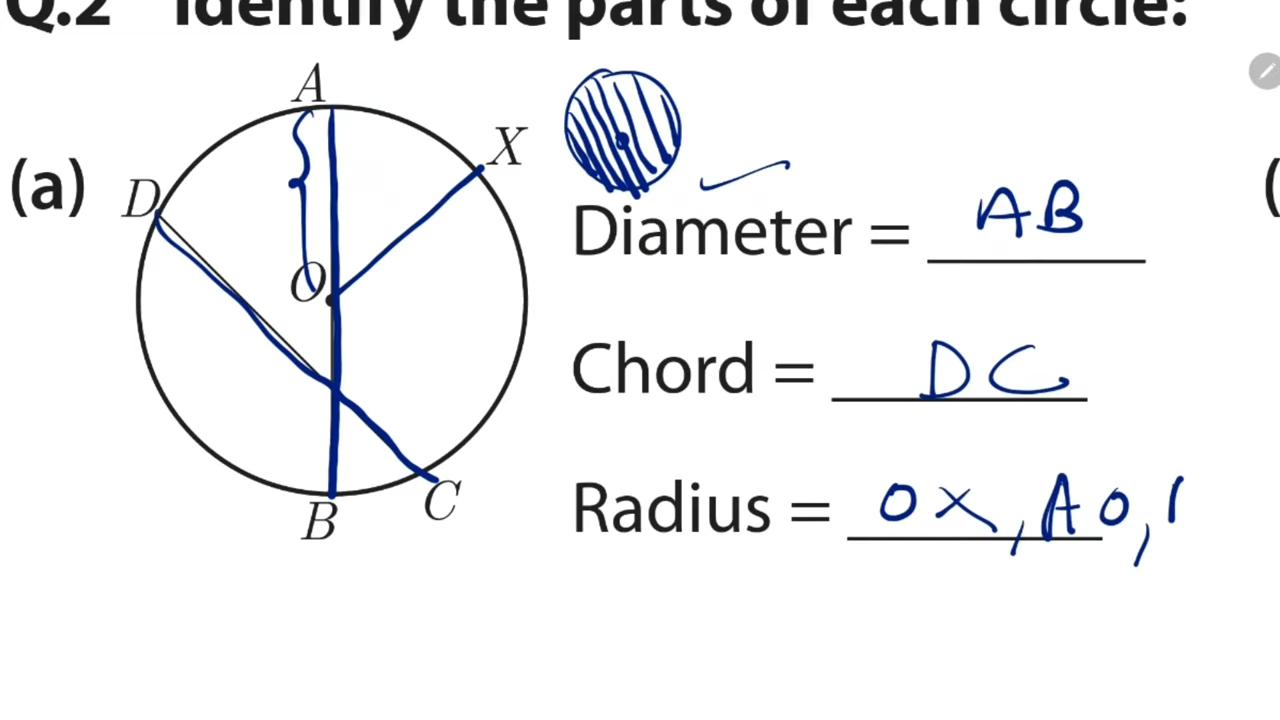 Q.2 Identify the parts of each circle:
(a)
A
X
D
O
B
C
Diameter = AB
Chord = DC
Radius = OX, AO,
(